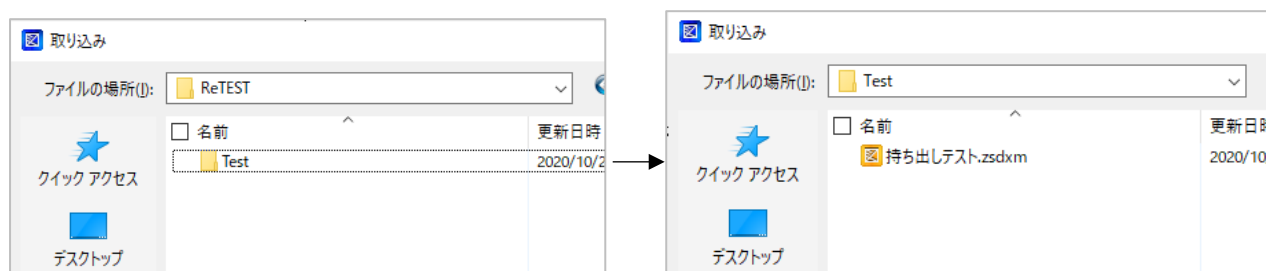 取り込み
ファイルの場所(I): ReTEST
名前 更新日時
Test 2020/10/2
クイック アクセス
デスクトップ
取り込み
ファイルの場所(I): Test
名前 更新日時
持ち出しテスト.zsdxm 2020/10
クイック アクセス
デスクトップ